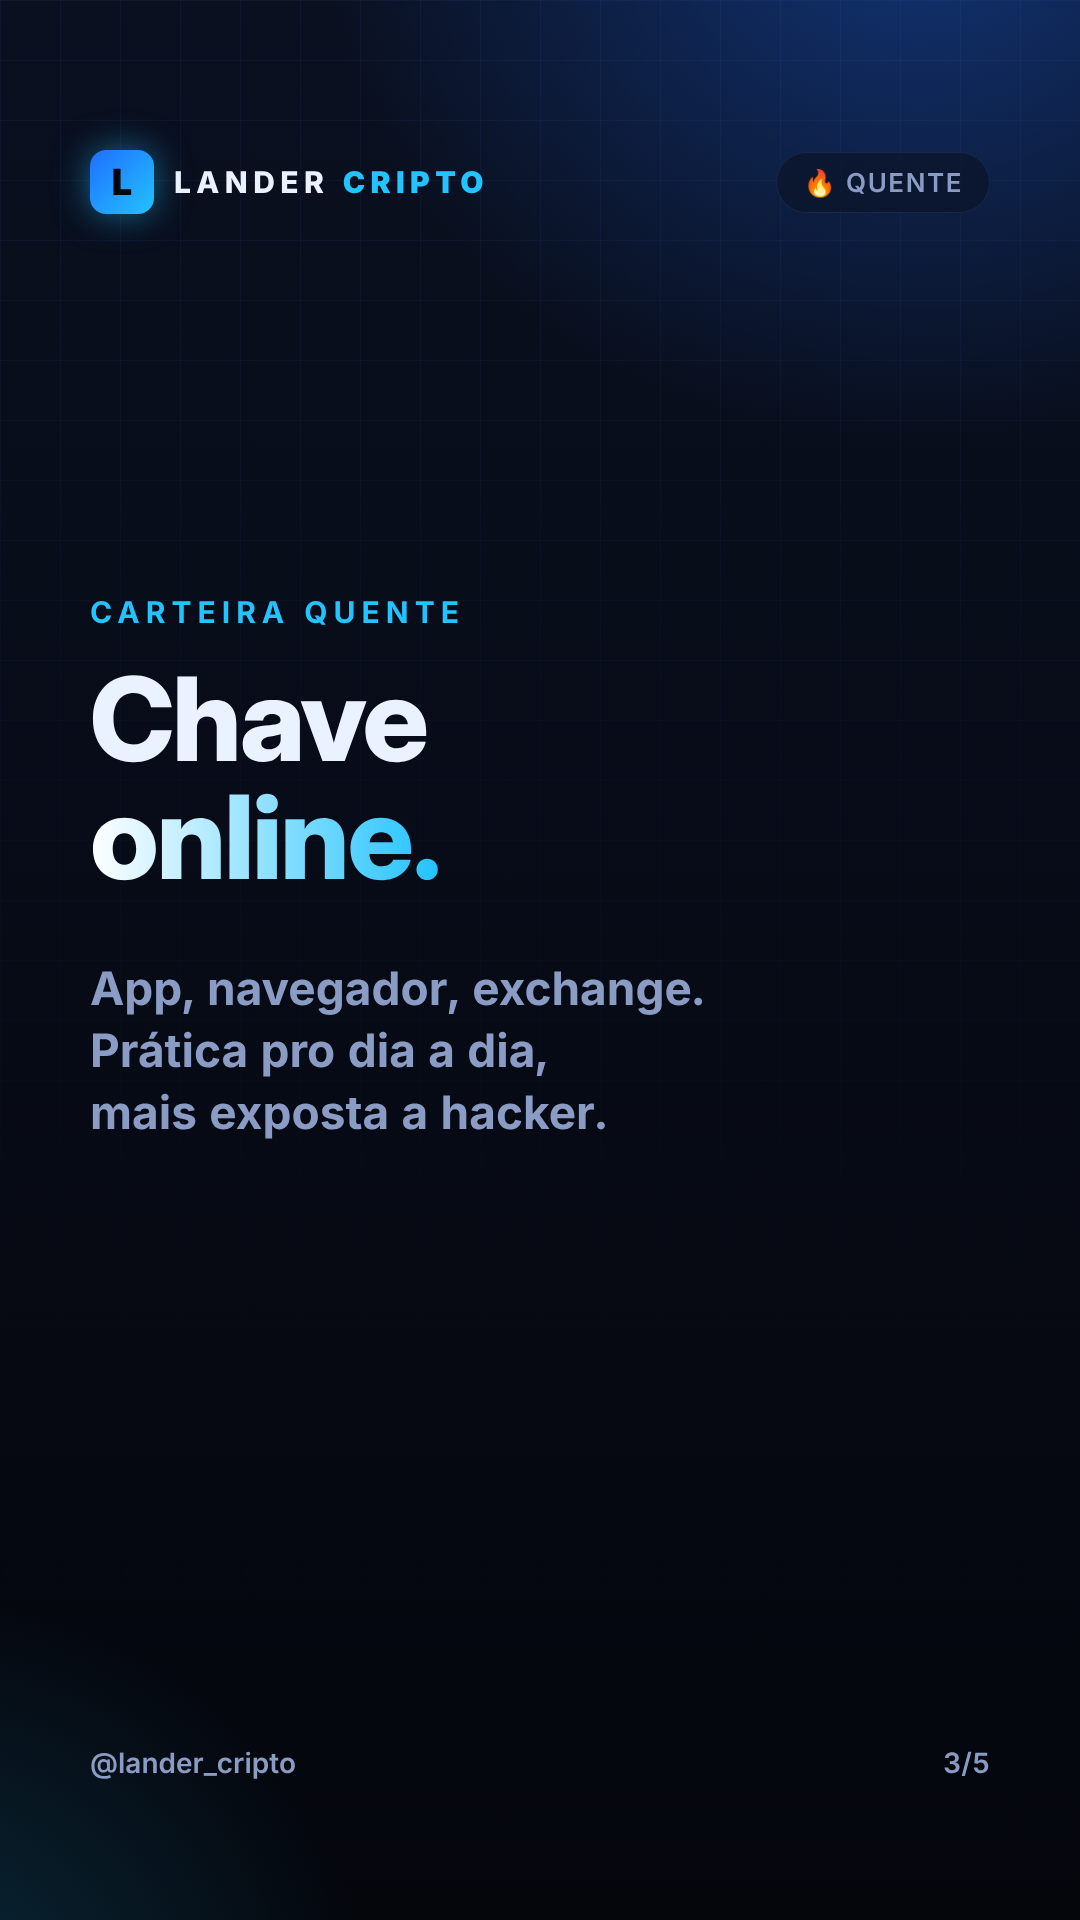 L LANDER CRIPTO
🔥 QUENTE
CARTEIRA QUENTE
Chave
online.
App, navegador, exchange.
Prática pro dia a dia,
mais exposta a hacker.
@lander_cripto
3/5